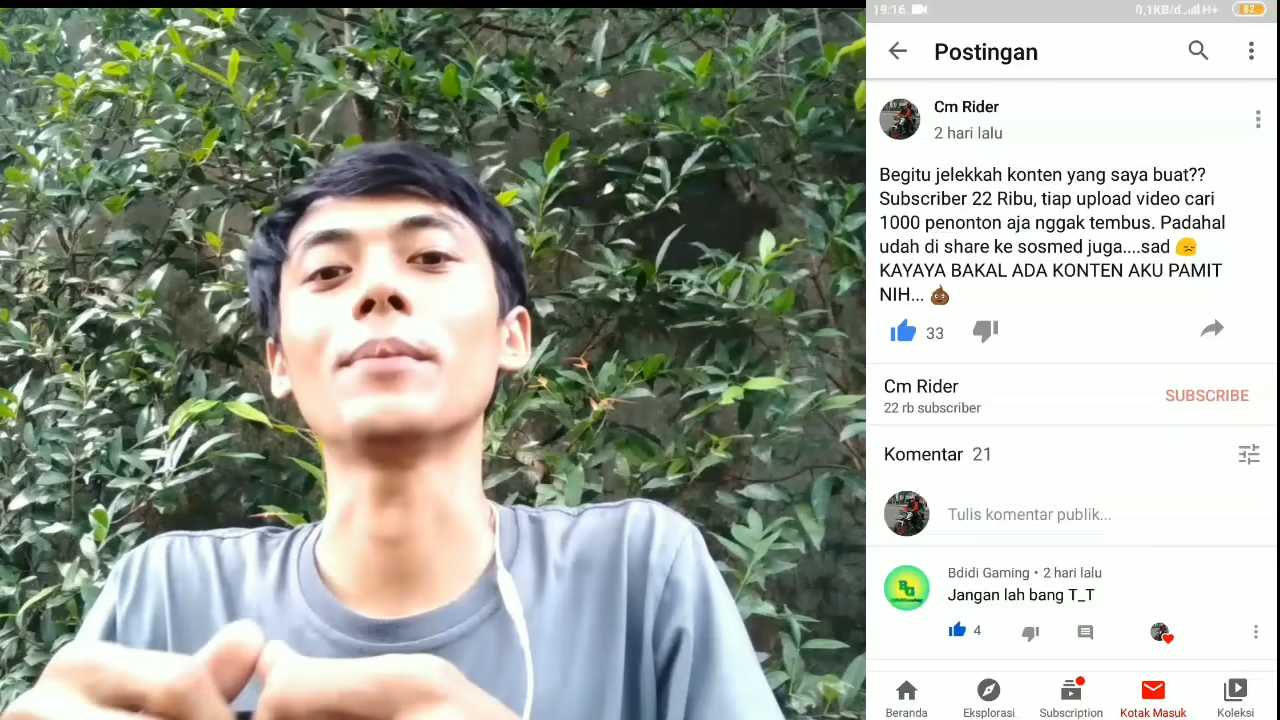 19:16
0,1KB/d
H+
82
Postingan
Cm Rider
2 hari lalu
Begitu jelekkah konten yang saya buat??
Subscriber 22 Ribu, tiap upload video cari
1000 penonton aja nggak tembus. Padahal
udah di share ke sosmed juga....sad 😞
KAYAYA BAKAL ADA KONTEN AKU PAMIT
NIH... 💩
33
Cm Rider
22 rb subscriber
SUBSCRIBE
Komentar 21
Tulis komentar publik...
Bdidi Gaming • 2 hari lalu
Jangan lah bang T_T
4
Beranda
Eksplorasi
Subscription
Kotak Masuk
Koleksi